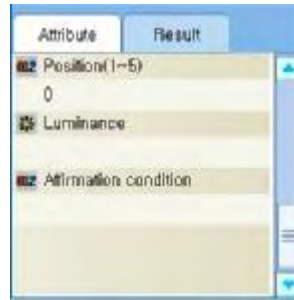 Attribute Result
Position(1~5)
0
Luminance
Affirmation condition